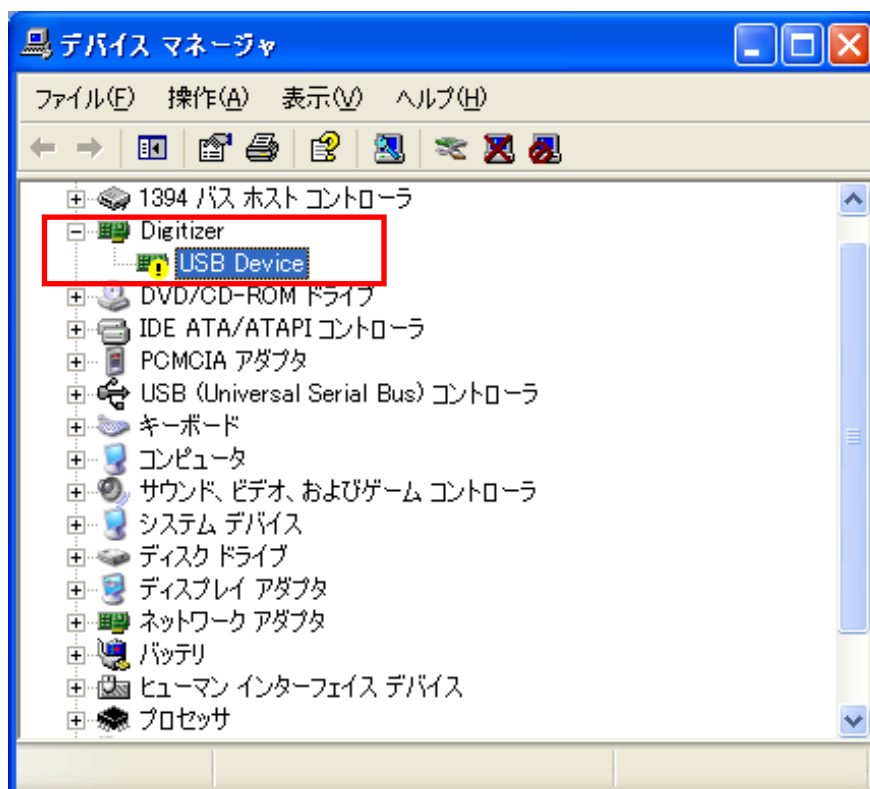 デバイス マネージャ
ファイル(F) 操作(A) 表示(V) ヘルプ(H)
1394 バス ホスト コントローラ
Digitizer
USB Device
DVD/CD-ROM ドライブ
IDE ATA/ATAPI コントローラ
PCMCIA アダプタ
USB (Universal Serial Bus) コントローラ
キーボード
コンピュータ
サウンド、ビデオ、およびゲーム コントローラ
システム デバイス
ディスク ドライブ
ディスプレイ アダプタ
ネットワーク アダプタ
バッテリ
ヒューマン インターフェイス デバイス
プロセッサ